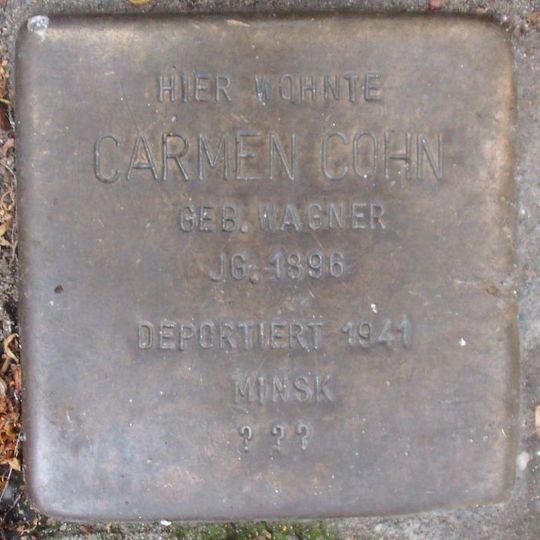 HIER WOHNTE
CARMEN COHN
GEB. WAGNER
JG. 1896
DEPORTIERT 1941
MINSK
? ? ?